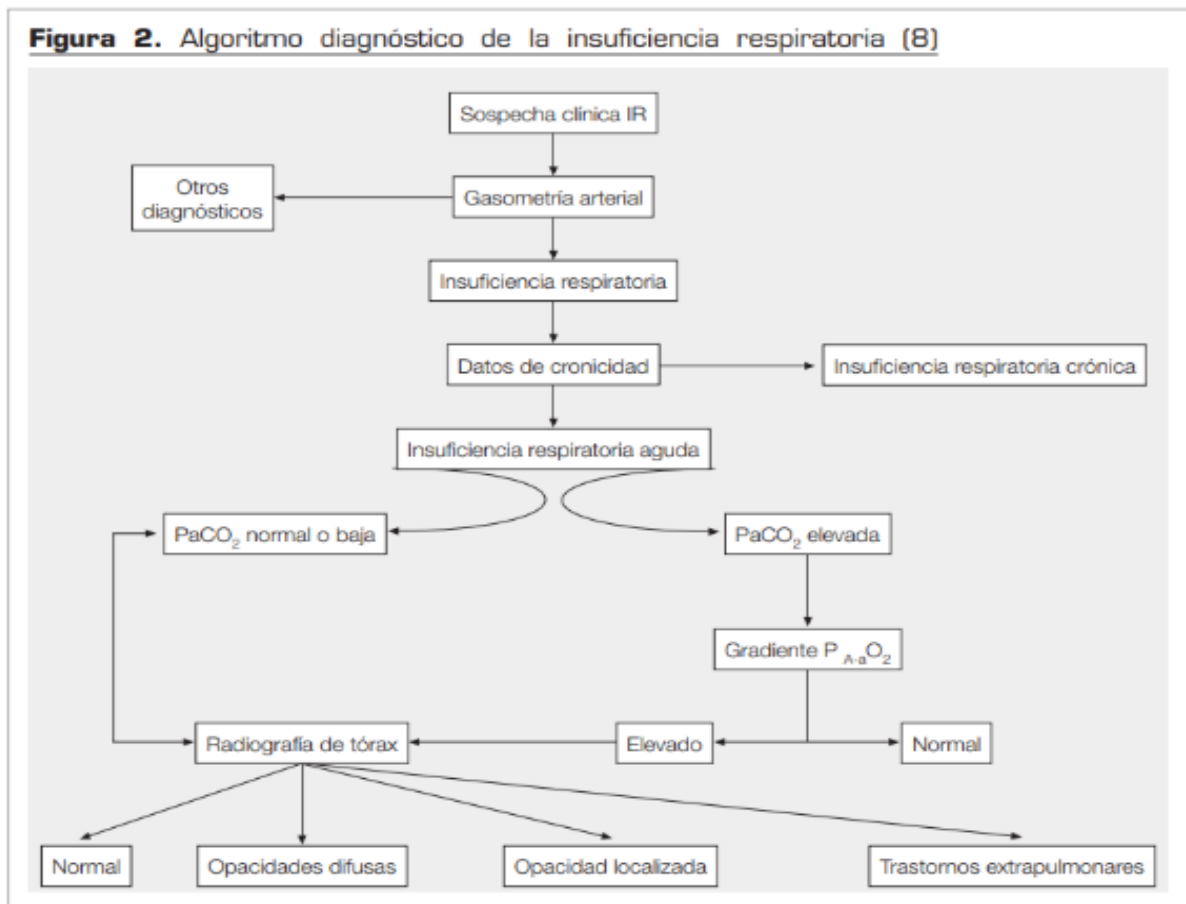 Figura 2. Algoritmo diagnóstico de la insuficiencia respiratoria (8)
Sospecha clínica IR
Otros
diagnósticos
Gasometría arterial
Insuficiencia respiratoria
Datos de cronicidad
Insuficiencia respiratoria crónica
Insuficiencia respiratoria aguda
PaCO₂ normal o baja
PaCO₂ elevada
Gradiente P A-aO₂
Radiografía de tórax
Elevado
Normal
Normal
Opacidades difusas
Opacidad localizada
Trastornos extrapulmonares